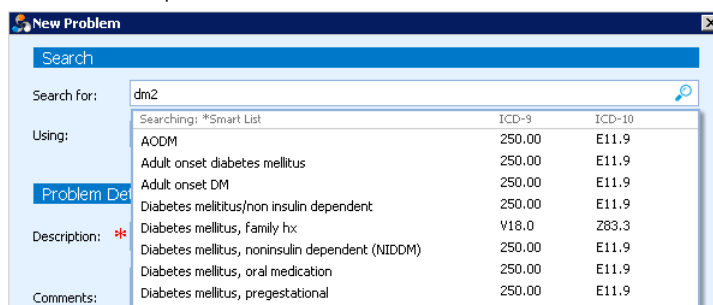 New Problem
Search
Search for: dm2
Using:
Searching: *Smart List ICD-9 ICD-10
AODM 250.00 E11.9
Adult onset diabetes mellitus 250.00 E11.9
Adult onset DM 250.00 E11.9
Problem Det
Diabetes melititus/non insulin dependent 250.00 E11.9
Description: * Diabetes mellitus, family hx V18.0 Z83.3
Diabetes mellitus, noninsulin dependent (NIDDM) 250.00 E11.9
Diabetes mellitus, oral medication 250.00 E11.9
Comments: Diabetes mellitus, pregestational 250.00 E11.9